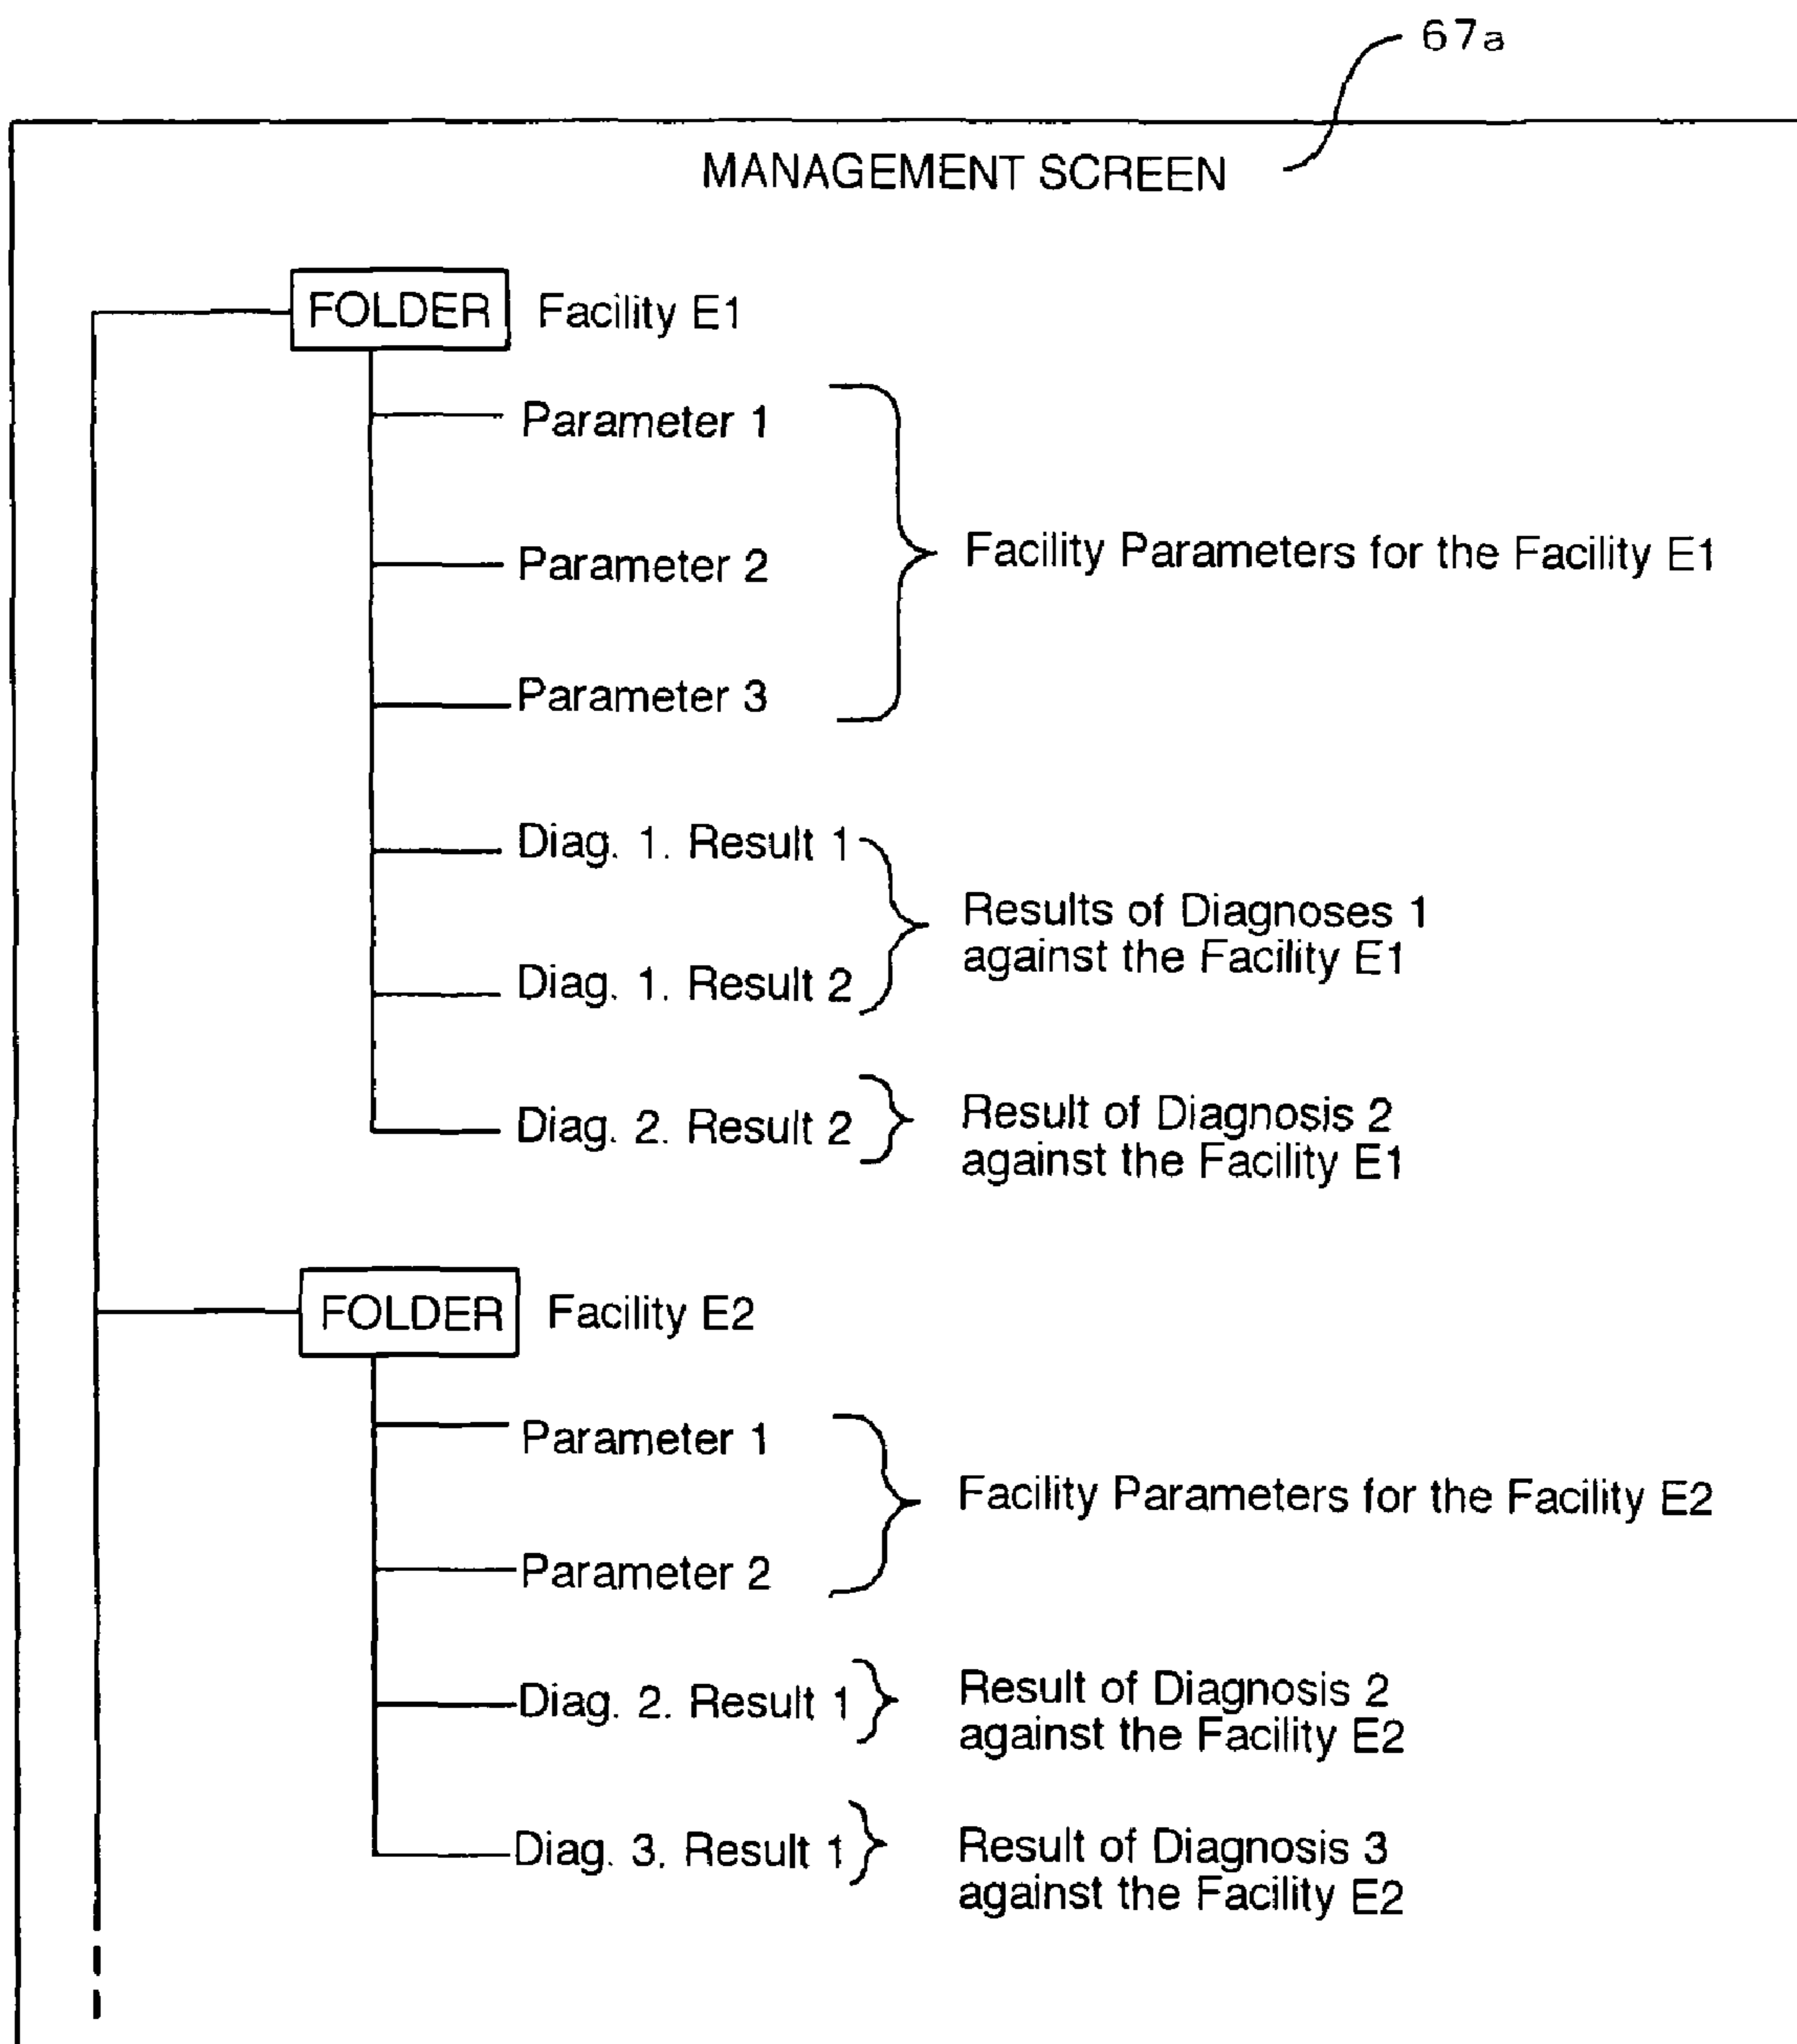 67a
MANAGEMENT SCREEN
FOLDER Facility E1
Parameter 1
Parameter 2
Facility Parameters for the Facility E1
Parameter 3
Diag. 1. Result 1
Results of Diagnoses 1
against the Facility E1
Diag. 1. Result 2
Diag. 2. Result 2
Result of Diagnosis 2
against the Facility E1
FOLDER Facility E2
Parameter 1
Facility Parameters for the Facility E2
Parameter 2
Diag. 2. Result 1
Result of Diagnosis 2
against the Facility E2
Diag. 3. Result 1
Result of Diagnosis 3
against the Facility E2